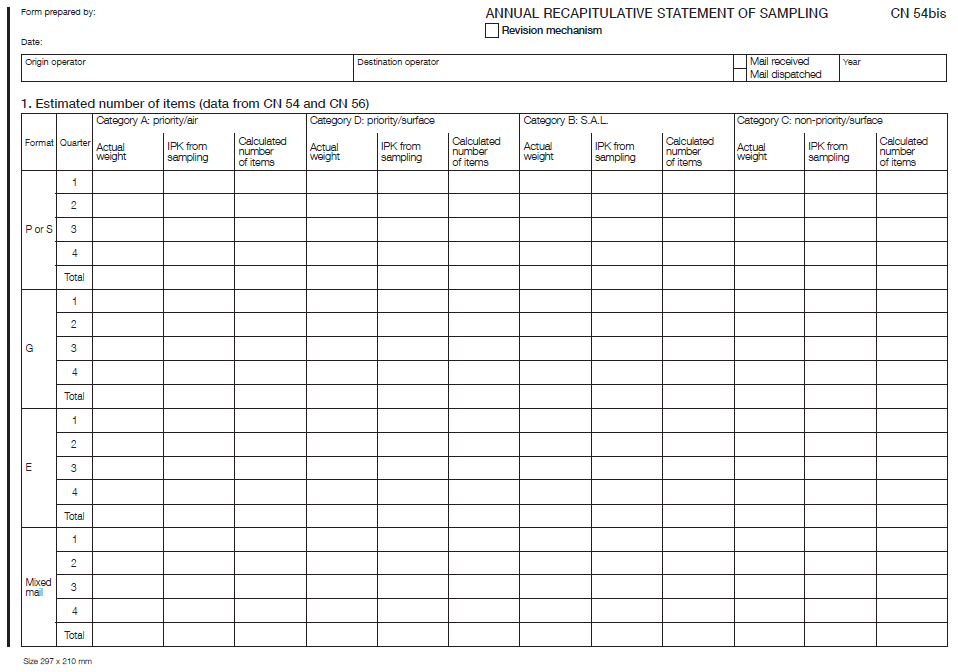 Form prepared by:
ANNUAL RECAPITULATIVE STATEMENT OF SAMPLING
CN 54bis
Revision mechanism
Date:
Origin operator
Destination operator
Mail received
Mail dispatched
Year
1. Estimated number of items (data from CN 54 and CN 56)
Format
Quarter
Category A: priority/air
Category D: priority/surface
Category B: S.A.L.
Category C: non-priority/surface
Actual
weight
IPK from
sampling
Calculated
number
of items
Actual
weight
IPK from
sampling
Calculated
number
of items
Actual
weight
IPK from
sampling
Calculated
number
of items
Actual
weight
IPK from
sampling
Calculated
number
of items
P or S
1
2
3
4
Total
G
1
2
3
4
Total
E
1
2
3
4
Total
Mixed
mail
1
2
3
4
Total
Size 297 x 210 mm